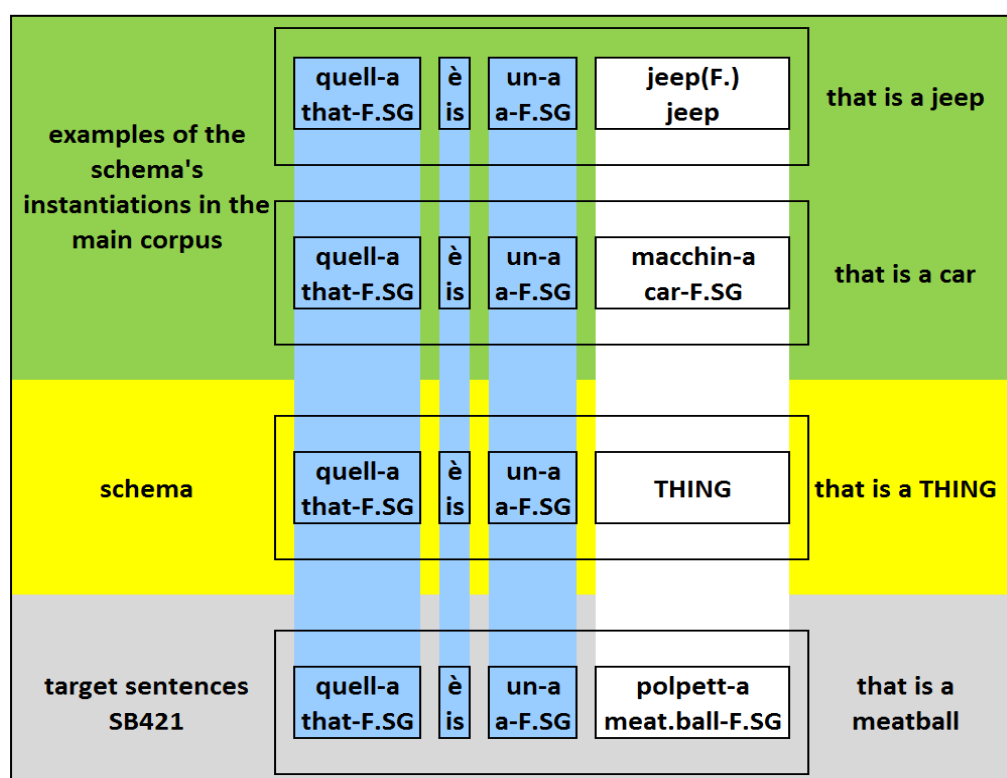 examples of the
schema's
instantiations in the
main corpus
quell-a è un-a jeep(F.)
that-F.SG is a-F.SG jeep
that is a jeep
quell-a è un-a macchin-a
that-F.SG is a-F.SG car-F.SG
that is a car
schema
quell-a è un-a
that-F.SG is a-F.SG
THING
that is a THING
target sentences
SB421
quell-a è un-a polpett-a
that-F.SG is a-F.SG meat.ball-F.SG
that is a
meatball